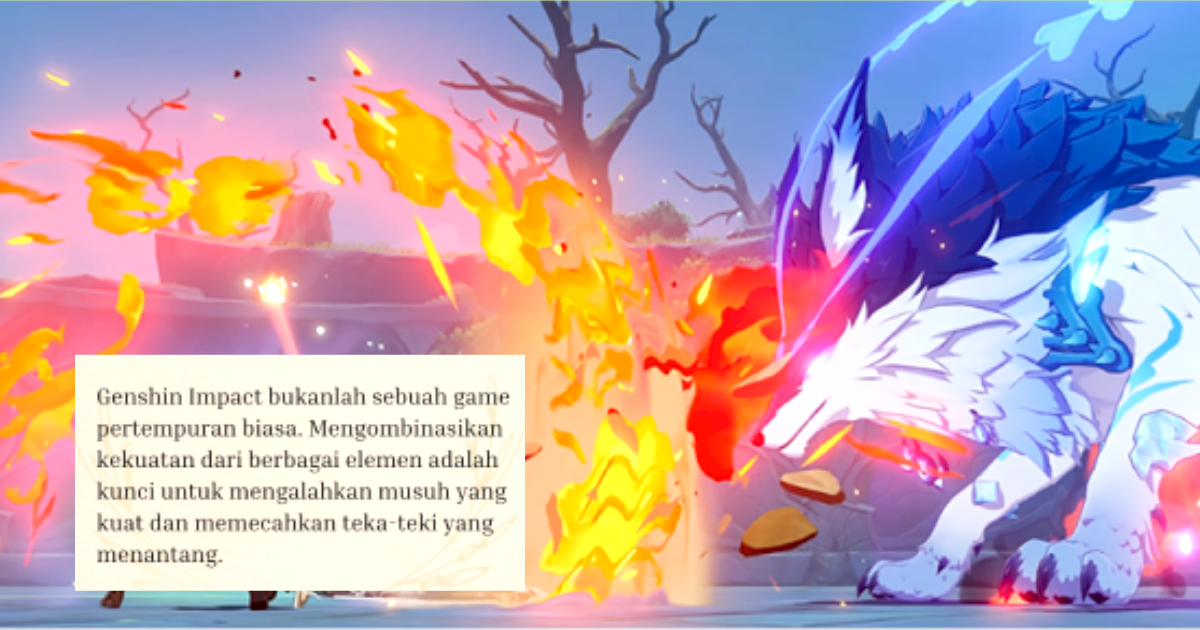 Genshin Impact bukanlah sebuah game
pertempuran biasa. Mengombinasikan
kekuatan dari berbagai elemen adalah
kunci untuk mengalahkan musuh yang
kuat dan memecahkan teka-teki yang
menantang.